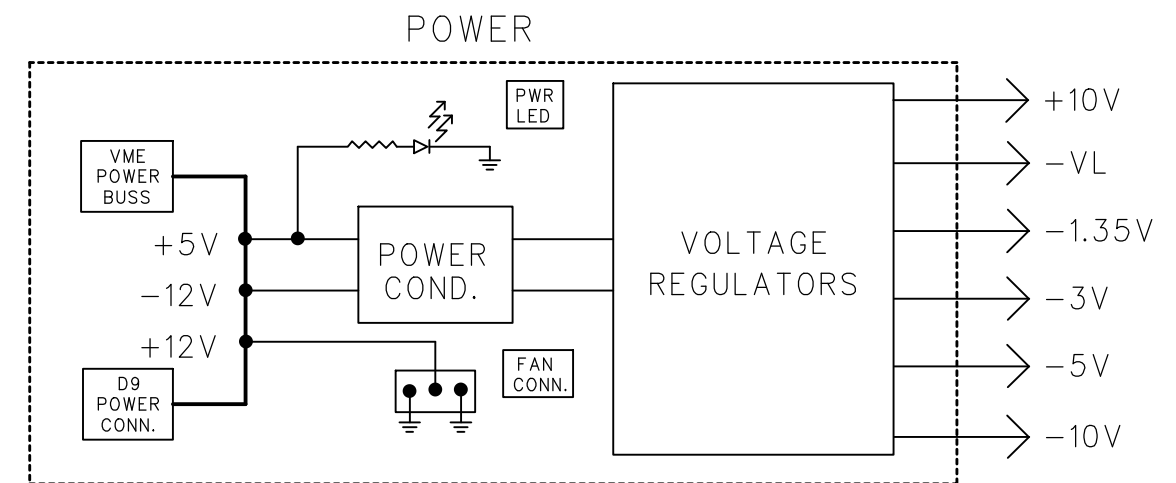 POWER
PWR
LED
VME
POWER
BUSS
+5V
-12V
+12V
D9
POWER
CONN.
POWER
COND.
FAN
CONN.
VOLTAGE
REGULATORS
+10V
-VL
-1.35V
-3V
-5V
-10V